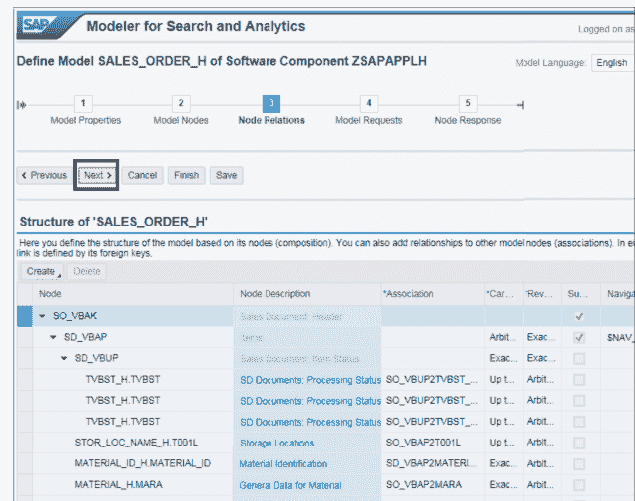 SAP
Modeler for Search and Analytics
Logged on as
Define Model SALES_ORDER_H of Software Component ZSAPAPPLH
Model Language: English
1 2 3 4 5
Model Properties Model Nodes Node Relations Model Requests Node Response
Previous Next Cancel Finish Save
Structure of 'SALES_ORDER_H'
Here you define the structure of the model based on its nodes (composition). You can also add relationships to other model nodes (associations). In e
link is defined by its foreign keys.
Create Delete
Node Node Description *Association *Car... *Rev... Su... Naviga
SO_VBAK Sales Document: Header
SD_VBAP Items Arbit... Exac... $NAV_
SD_VBUP Sales Document: Item Status Exac... Exac...
TVBST_H.TVBST SD Documents: Processing Status SO_VBUP2TVBST_... Up t... Arbit...
TVBST_H.TVBST SD Documents: Processing Status SO_VBUP2TVBST_... Up t... Arbit...
TVBST_H.TVBST SD Documents: Processing Status SO_VBUP2TVBST_... Up t... Arbit...
STOR_LOC_NAME_H.T001L Storage Locations SO_VBAP2T001L Up t... Arbit...
MATERIAL_ID_H.MATERIAL_ID Material Identification SD_VBAP2MATERI... Exac... Arbit...
MATERIAL_H.MARA Genera Data for Material SO_VBAP2MARA Exac... Arbit...